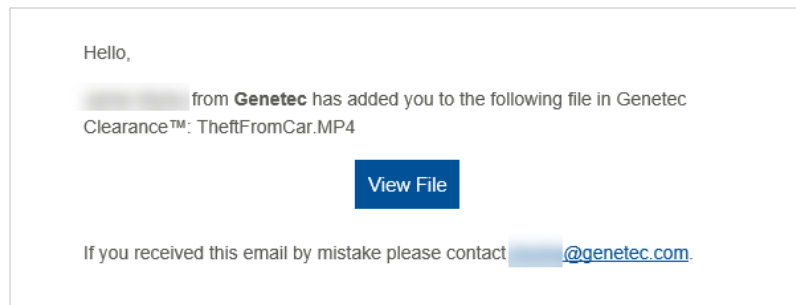 Hello,
from Genetec has added you to the following file in Genetec
Clearance™: TheftFromCar.MP4
View File
If you received this email by mistake please contact @genetec.com.